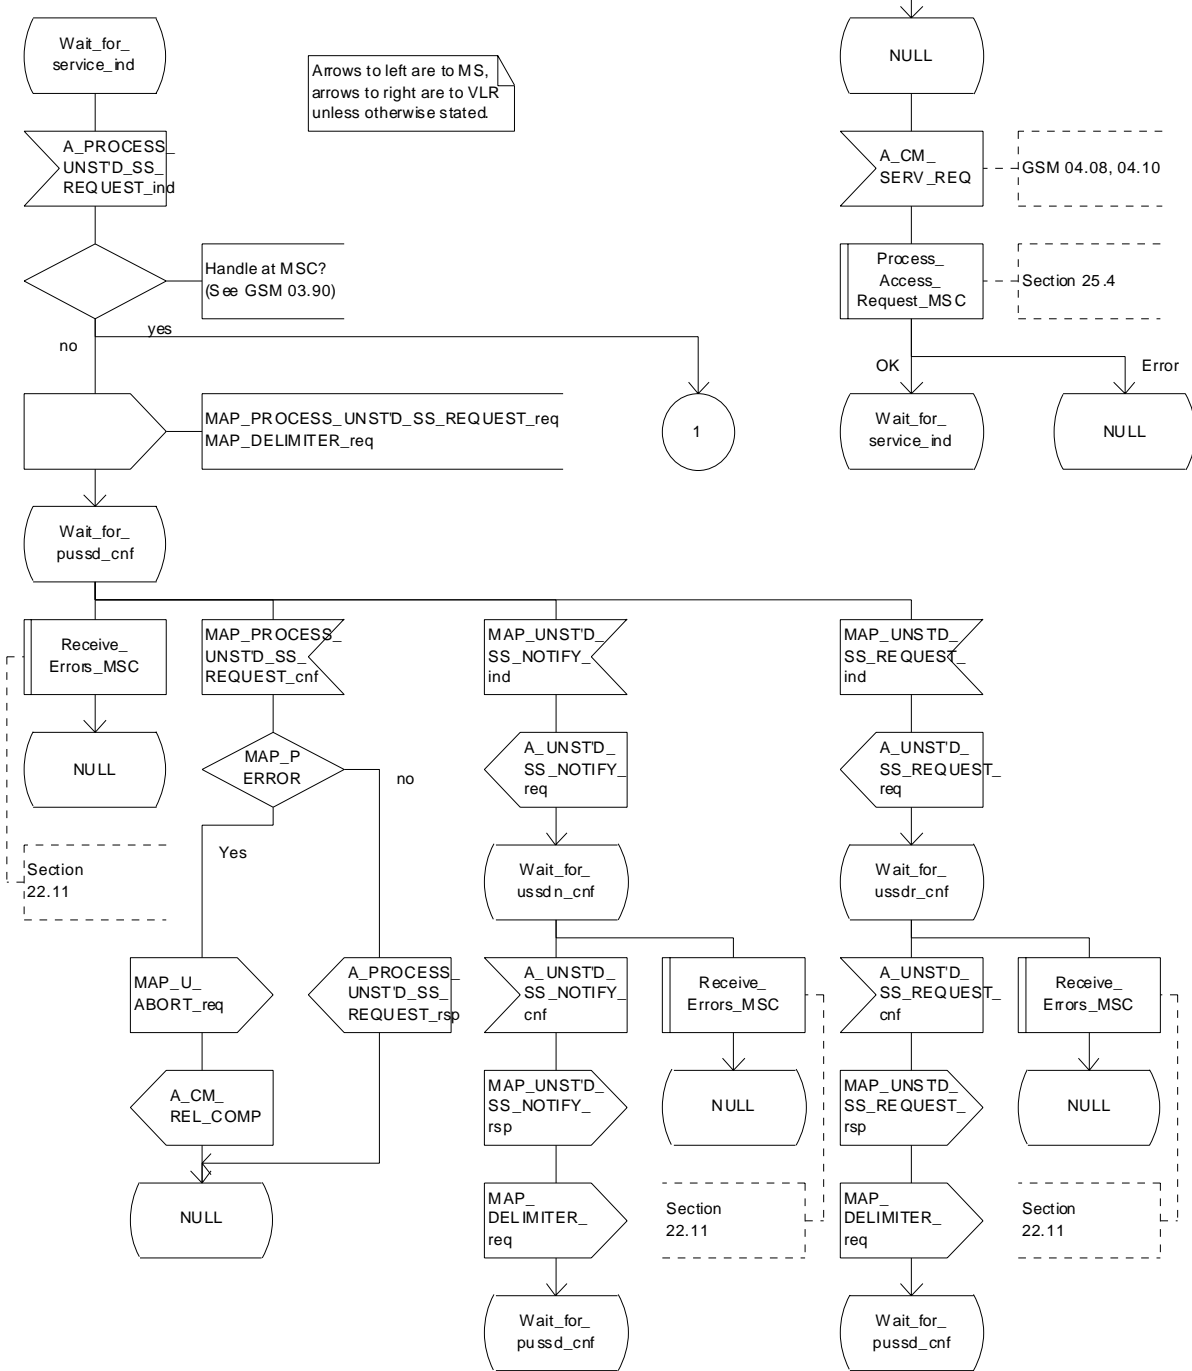 Wait_for_
service_ind
Arrows to left are to MS,
arrows to right are to VLR
unless otherwise stated.
NULL
A_PROCESS_
UNST'D_SS_
REQUEST_ind
A_CM_
SERV_REQ
GSM 04.08, 04.10
Handle at MSC?
(See GSM 03.90)
Process_
Access_
Request_MSC
Section 25.4
no
yes
OK
Error
MAP_PROCESS_UNST'D_SS_REQUEST_req
MAP_DELIMITER_req
1
Wait_for_
service_ind
NULL
Wait_for_
pussd_cnf
Receive_
Errors_MSC
MAP_PROCESS_
UNST'D_SS_
REQUEST_cnf
MAP_UNST'D_
SS_NOTIFY_
ind
MAP_UNST'D_
SS_REQUEST_
ind
NULL
MAP_P
ERROR
no
A_UNST'D_
SS_NOTIFY_
req
A_UNST'D_
SS_REQUEST_
req
Yes
Section
22.11
Wait_for_
ussdn_cnf
Wait_for_
ussdr_cnf
MAP_U_
ABORT_req
A_PROCESS_
UNST'D_SS_
REQUEST_rsp
A_UNST'D_
SS_NOTIFY_
cnf
Receive_
Errors_MSC
A_UNST'D_
SS_REQUEST_
cnf
Receive_
Errors_MSC
A_CM_
REL_COMP
MAP_UNST'D_
SS_NOTIFY_
rsp
NULL
MAP_UNST'D_
SS_REQUEST_
rsp
NULL
NULL
MAP_
DELIMITER_
req
Section
22.11
MAP_
DELIMITER_
req
Section
22.11
Wait_for_
pussd_cnf
Wait_for_
pussd_cnf